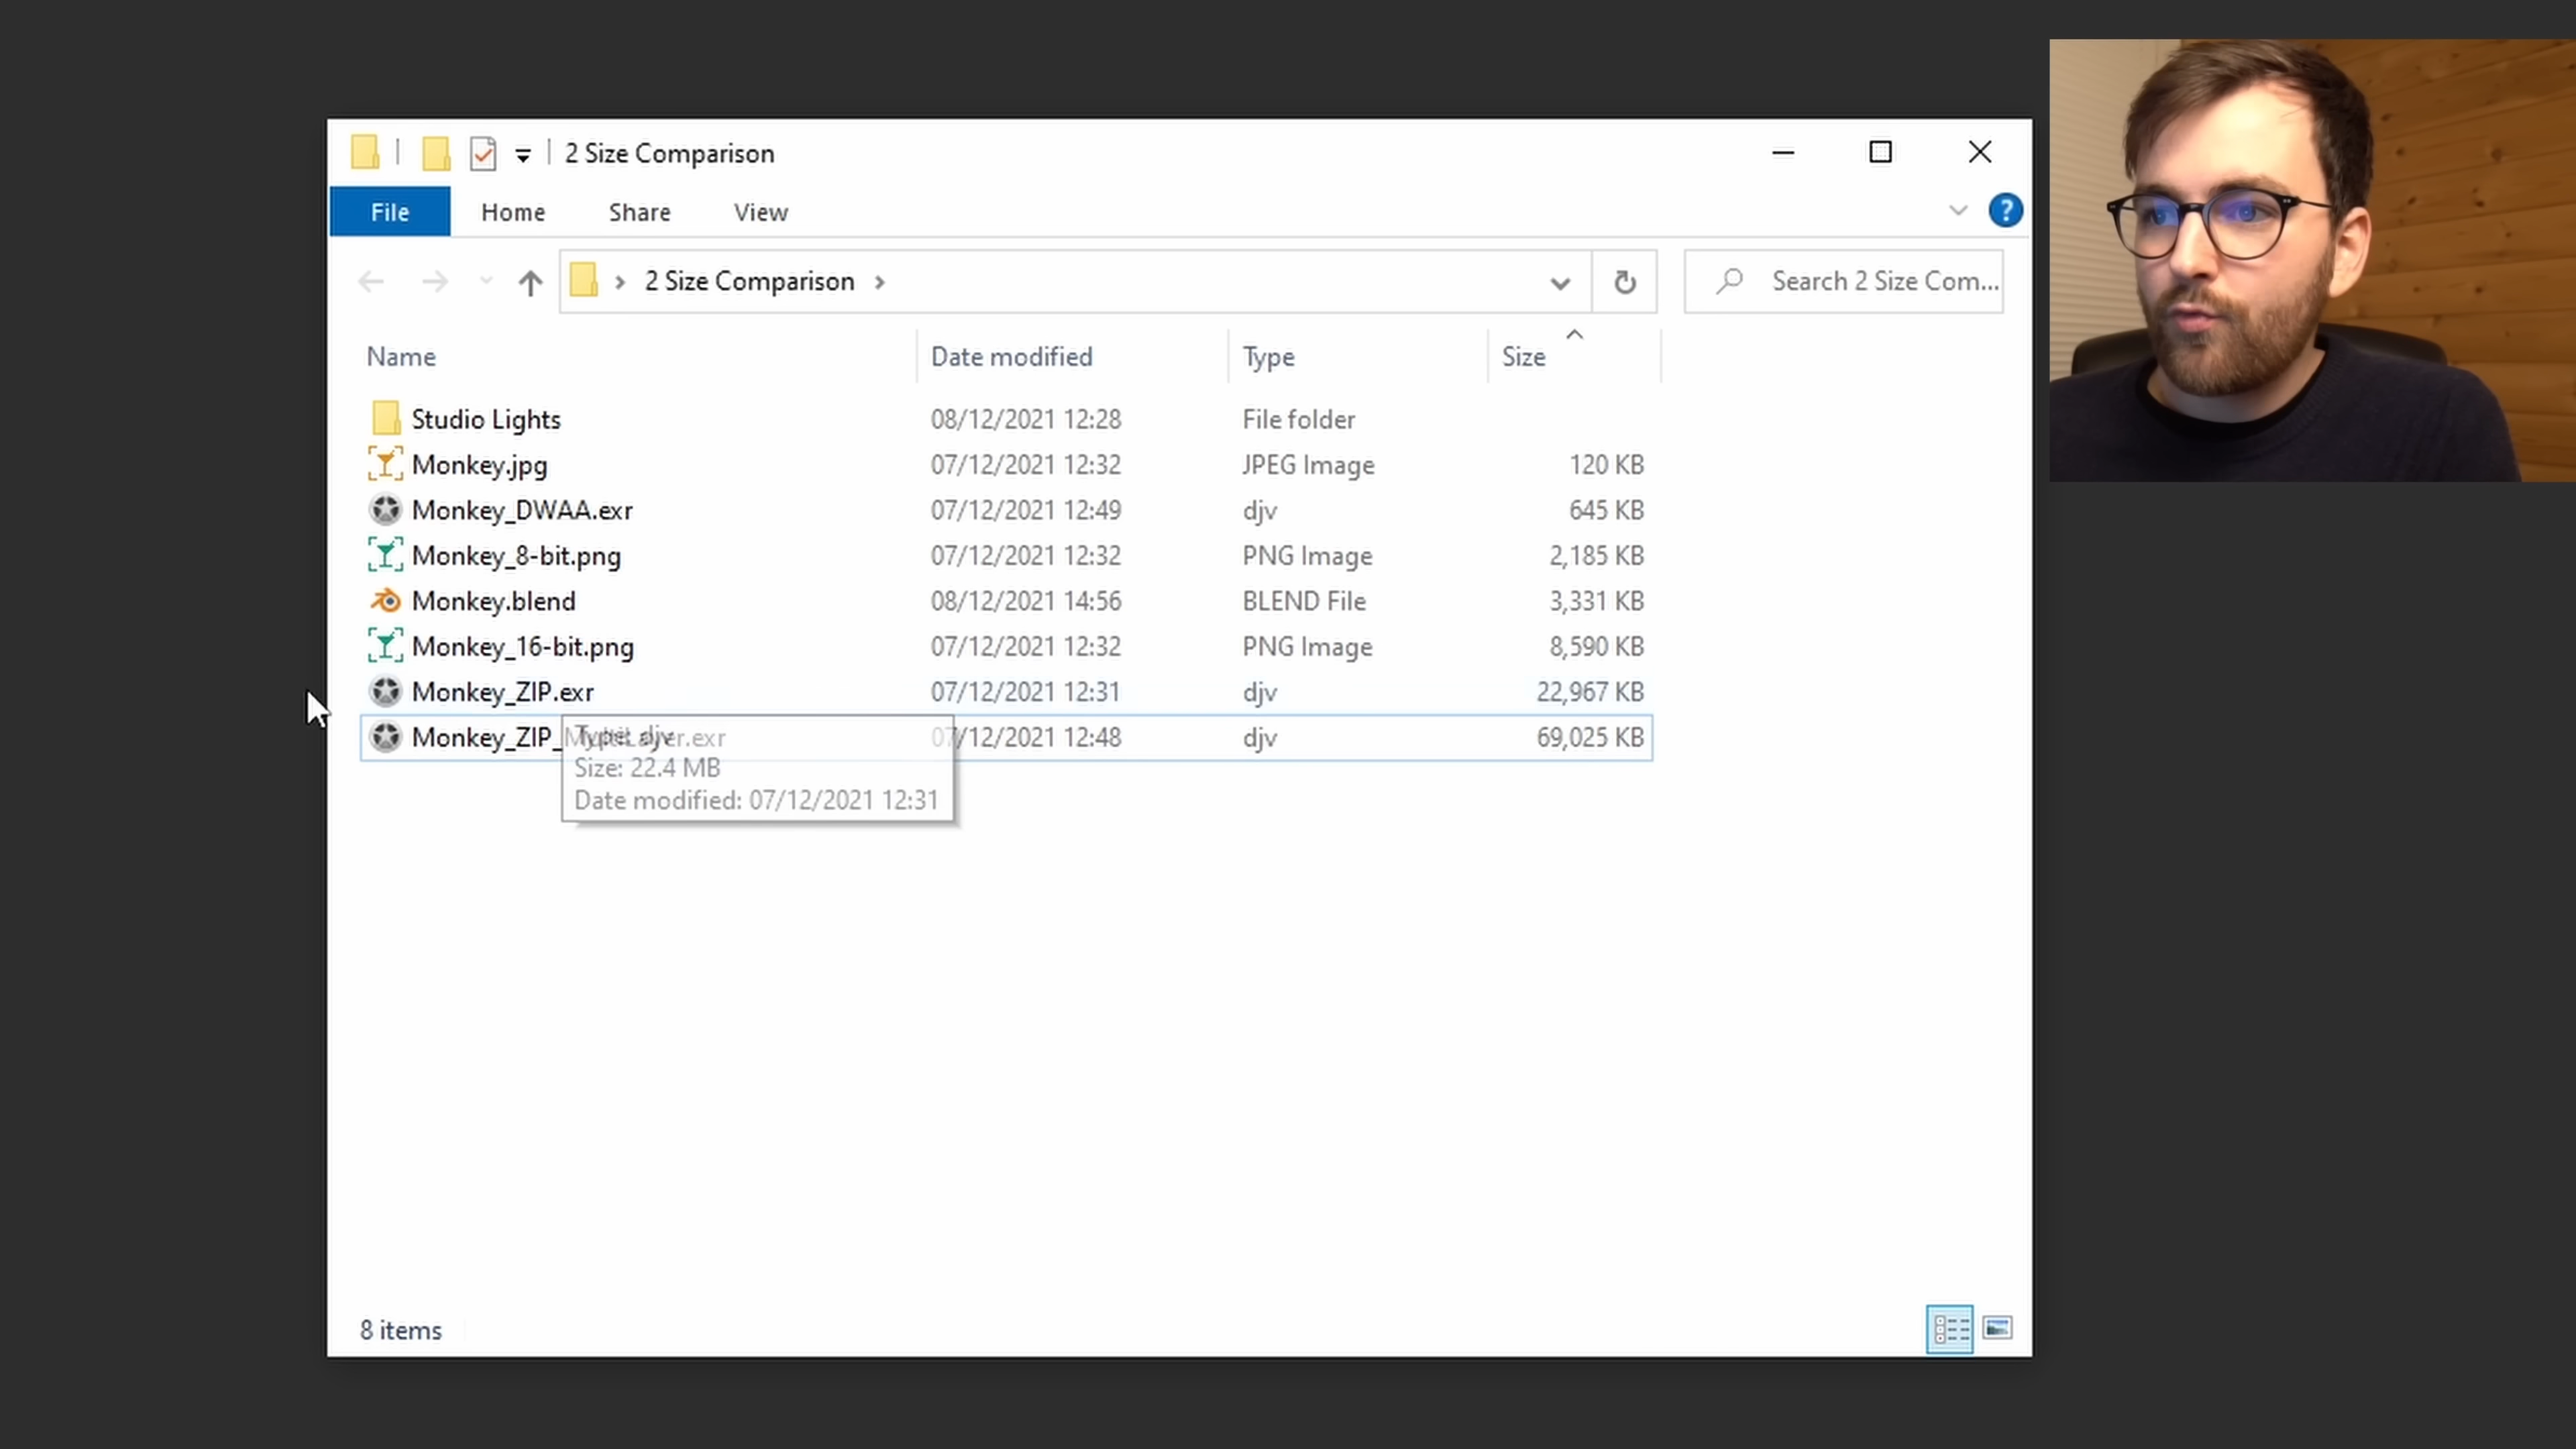 2 Size Comparison
File Home Share View
2 Size Comparison
Search 2 Size Com...
Name Date modified Type Size
Studio Lights 08/12/2021 12:28 File folder
Monkey.jpg 07/12/2021 12:32 JPEG Image 120 KB
Monkey_DWAA.exr 07/12/2021 12:49 djv 645 KB
Monkey_8-bit.png 07/12/2021 12:32 PNG Image 2,185 KB
Monkey.blend 08/12/2021 14:56 BLEND File 3,331 KB
Monkey_16-bit.png 07/12/2021 12:32 PNG Image 8,590 KB
Monkey_ZIP.exr 07/12/2021 12:31 djv 22,967 KB
Monkey_ZIP_MultiLayer.exr 07/12/2021 12:48 djv 69,025 KB
Type: djv
Size: 22.4 MB
Date modified: 07/12/2021 12:31
8 items